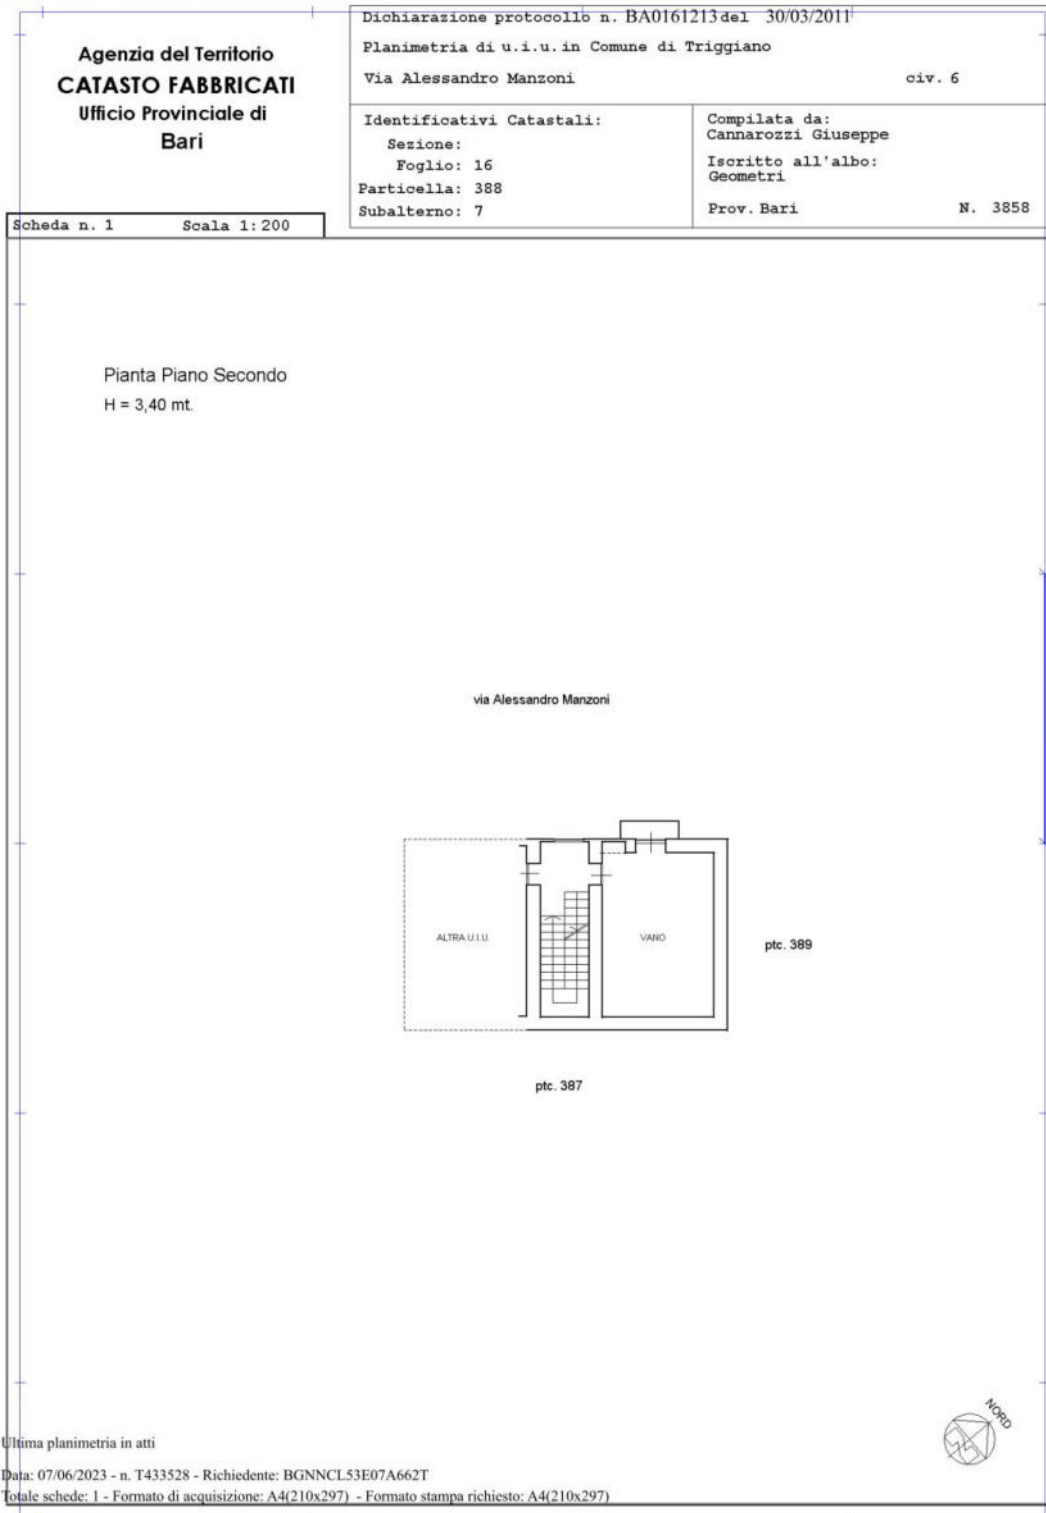 Agenzia del Territorio
CATASTO FABBRICATI
Ufficio Provinciale di
Bari
Dichiarazione protocollo n. BA0161213 del 30/03/2011
Planimetria di u.i.u. in Comune di Triggiano
Via Alessandro Manzoni civ. 6
Identificativi Catastali:
Sezione:
Foglio: 16
Particella: 388
Subalterno: 7
Compilata da:
Cannarozzi Giuseppe
Iscritto all'albo:
Geometri
Prov. Bari N. 3858
Scheda n. 1 Scala 1:200
Pianta Piano Secondo
H = 3,40 mt.
via Alessandro Manzoni
ALTRA U.I.U.
VANO
ptc. 389
ptc. 387
NORD
Ultima planimetria in atti
Data: 07/06/2023 - n. T433528 - Richiedente: BGNNCL53E07A662T
Totale schede: 1 - Formato di acquisizione: A4(210x297) - Formato stampa richiesto: A4(210x297)